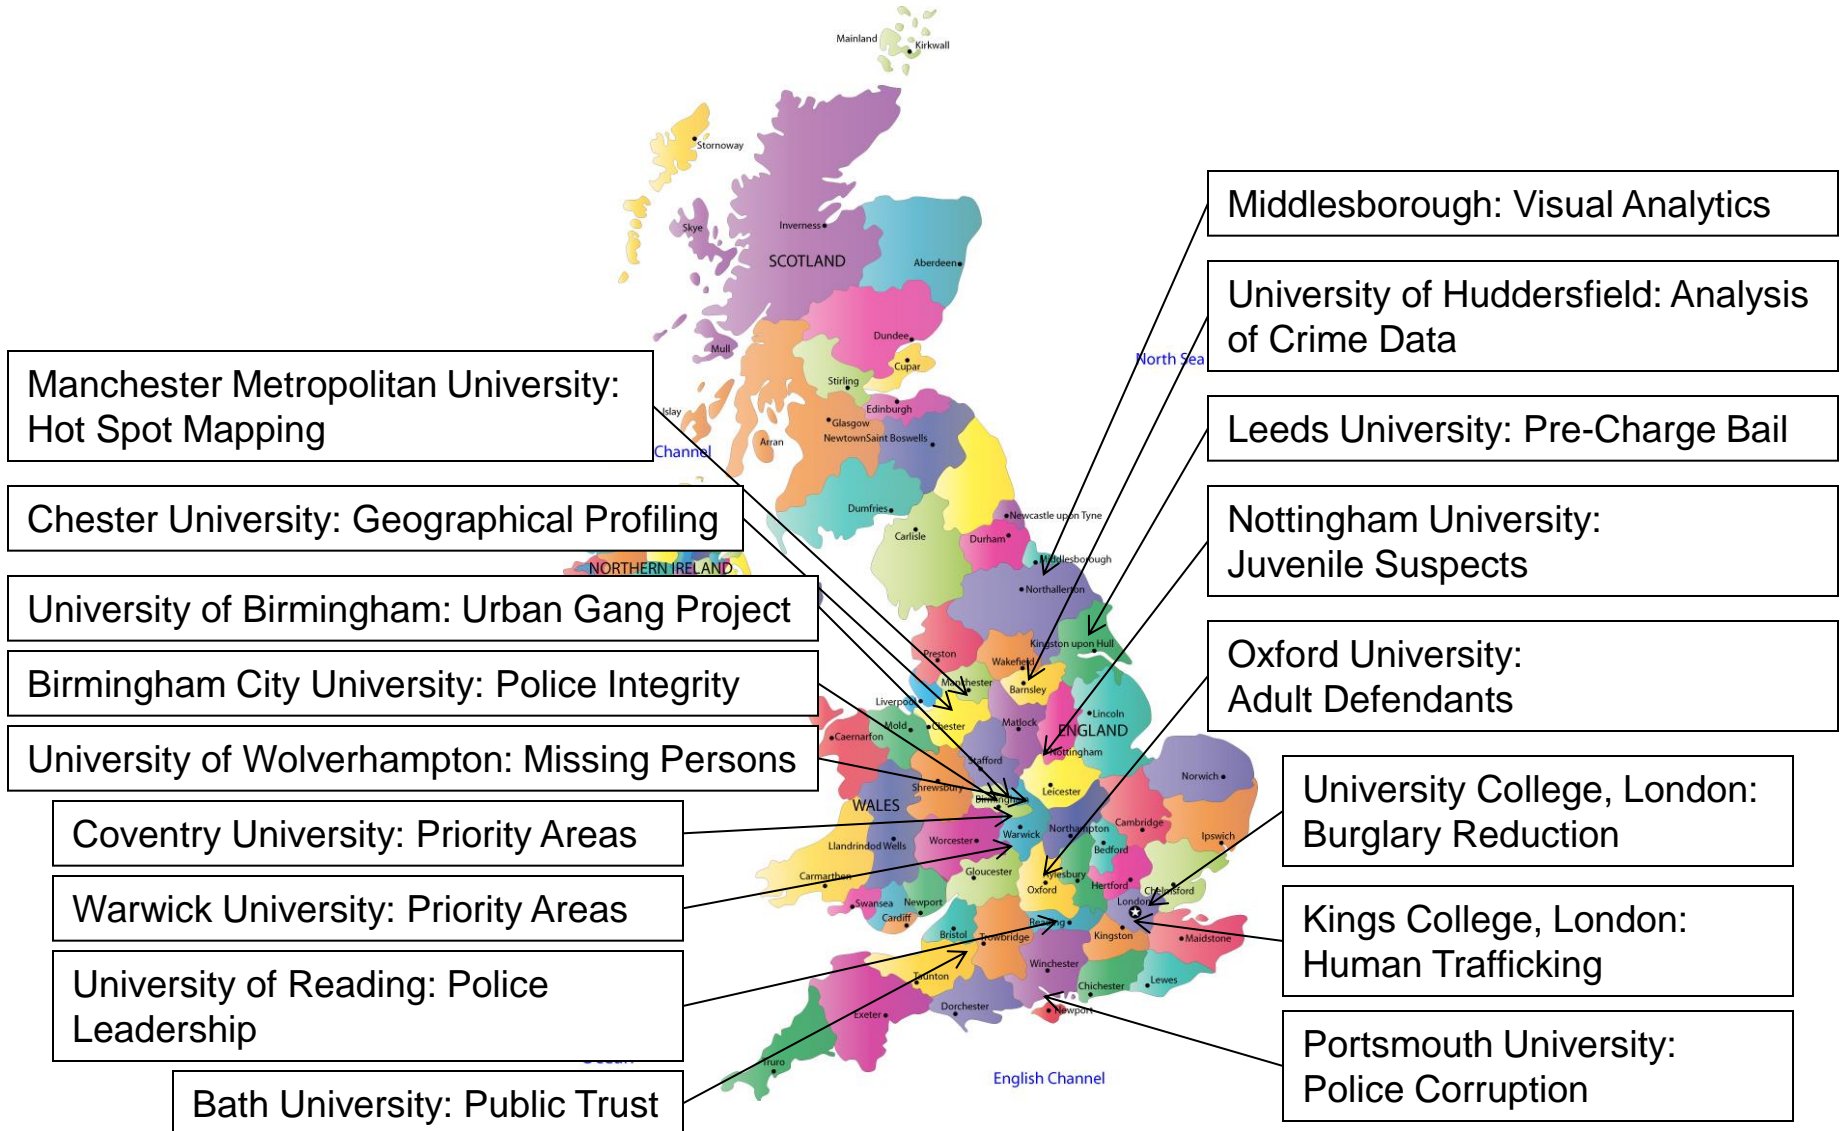 Mainland
Kirkwall
Stornoway
Skye
Inverness
SCOTLAND
Aberdeen
Mull
Dundee
Cupar
Stirling
Islay
Edinburgh
Glasgow
Arran
NewtownSaint Boswells
Channel
North Sea
Dumfries
Newcastle upon Tyne
Carlisle
Durham
Middlesborough
NORTHERN IRELAND
Northallerton
Kingston upon Hull
Preston
Wakefield
Manchester
Barnsley
Liverpool
Lincoln
Mold
Chester
Matlock
ENGLAND
Caernarfon
Nottingham
Stafford
Norwich
Shrewsbury
Leicester
Birmingham
WALES
Warwick
Northampton
Cambridge
Ipswich
Llandrindod Wells
Worcester
Bedford
Carmarthen
Gloucester
Aylesbury
Oxford
Hertford
Chelmsford
Swansea
Newport
Cardiff
London
Reading
Bristol
Trowbridge
Kingston
Maidstone
Winchester
Taunton
Chichester
Lewes
Dorchester
Newport
Exeter
Truro
English Channel
Manchester Metropolitan University:
Hot Spot Mapping
Chester University: Geographical Profiling
University of Birmingham: Urban Gang Project
Birmingham City University: Police Integrity
University of Wolverhampton: Missing Persons
Coventry University: Priority Areas
Warwick University: Priority Areas
University of Reading: Police
Leadership
Bath University: Public Trust
Middlesborough: Visual Analytics
University of Huddersfield: Analysis
of Crime Data
Leeds University: Pre-Charge Bail
Nottingham University:
Juvenile Suspects
Oxford University:
Adult Defendants
University College, London:
Burglary Reduction
Kings College, London:
Human Trafficking
Portsmouth University:
Police Corruption